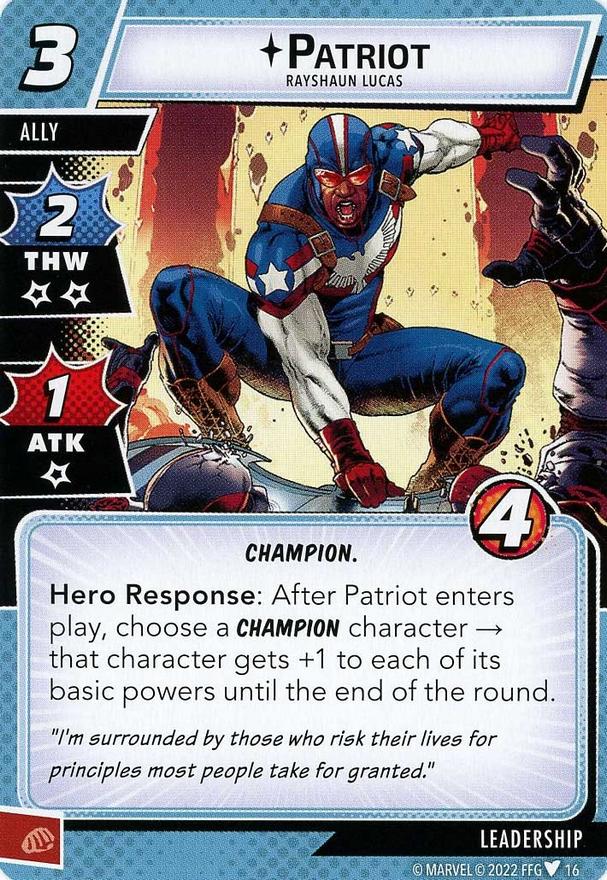 3
PATRIOT
RAYSHAUN LUCAS
ALLY
2
THW
1
ATK
4
CHAMPION.
Hero Response: After Patriot enters
play, choose a CHAMPION character →
that character gets +1 to each of its
basic powers until the end of the round.
"I'm surrounded by those who risk their lives for
principles most people take for granted."
LEADERSHIP
© MARVEL © 2022 FFG 16